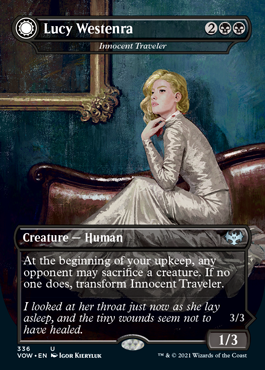 Lucy Westenra 2
Innocent Traveler
Creature — Human
At the beginning of your upkeep, any
opponent may sacrifice a creature. If no
one does, transform Innocent Traveler.
I looked at her throat just now as she lay
asleep, and the tiny wounds seem not to
have healed.
3/3
1/3
336 U
VOW • EN Igor Kieryluk
™ & © 2021 Wizards of the Coast